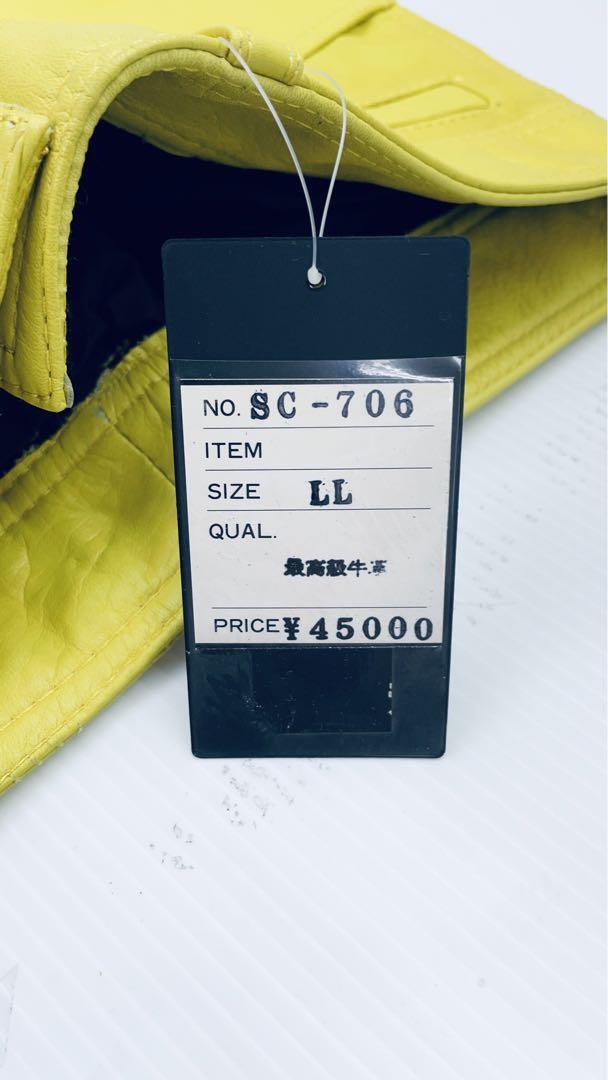 NO. SC-706
ITEM
SIZE LL
QUAL.
最高級牛革
PRICE ¥45000